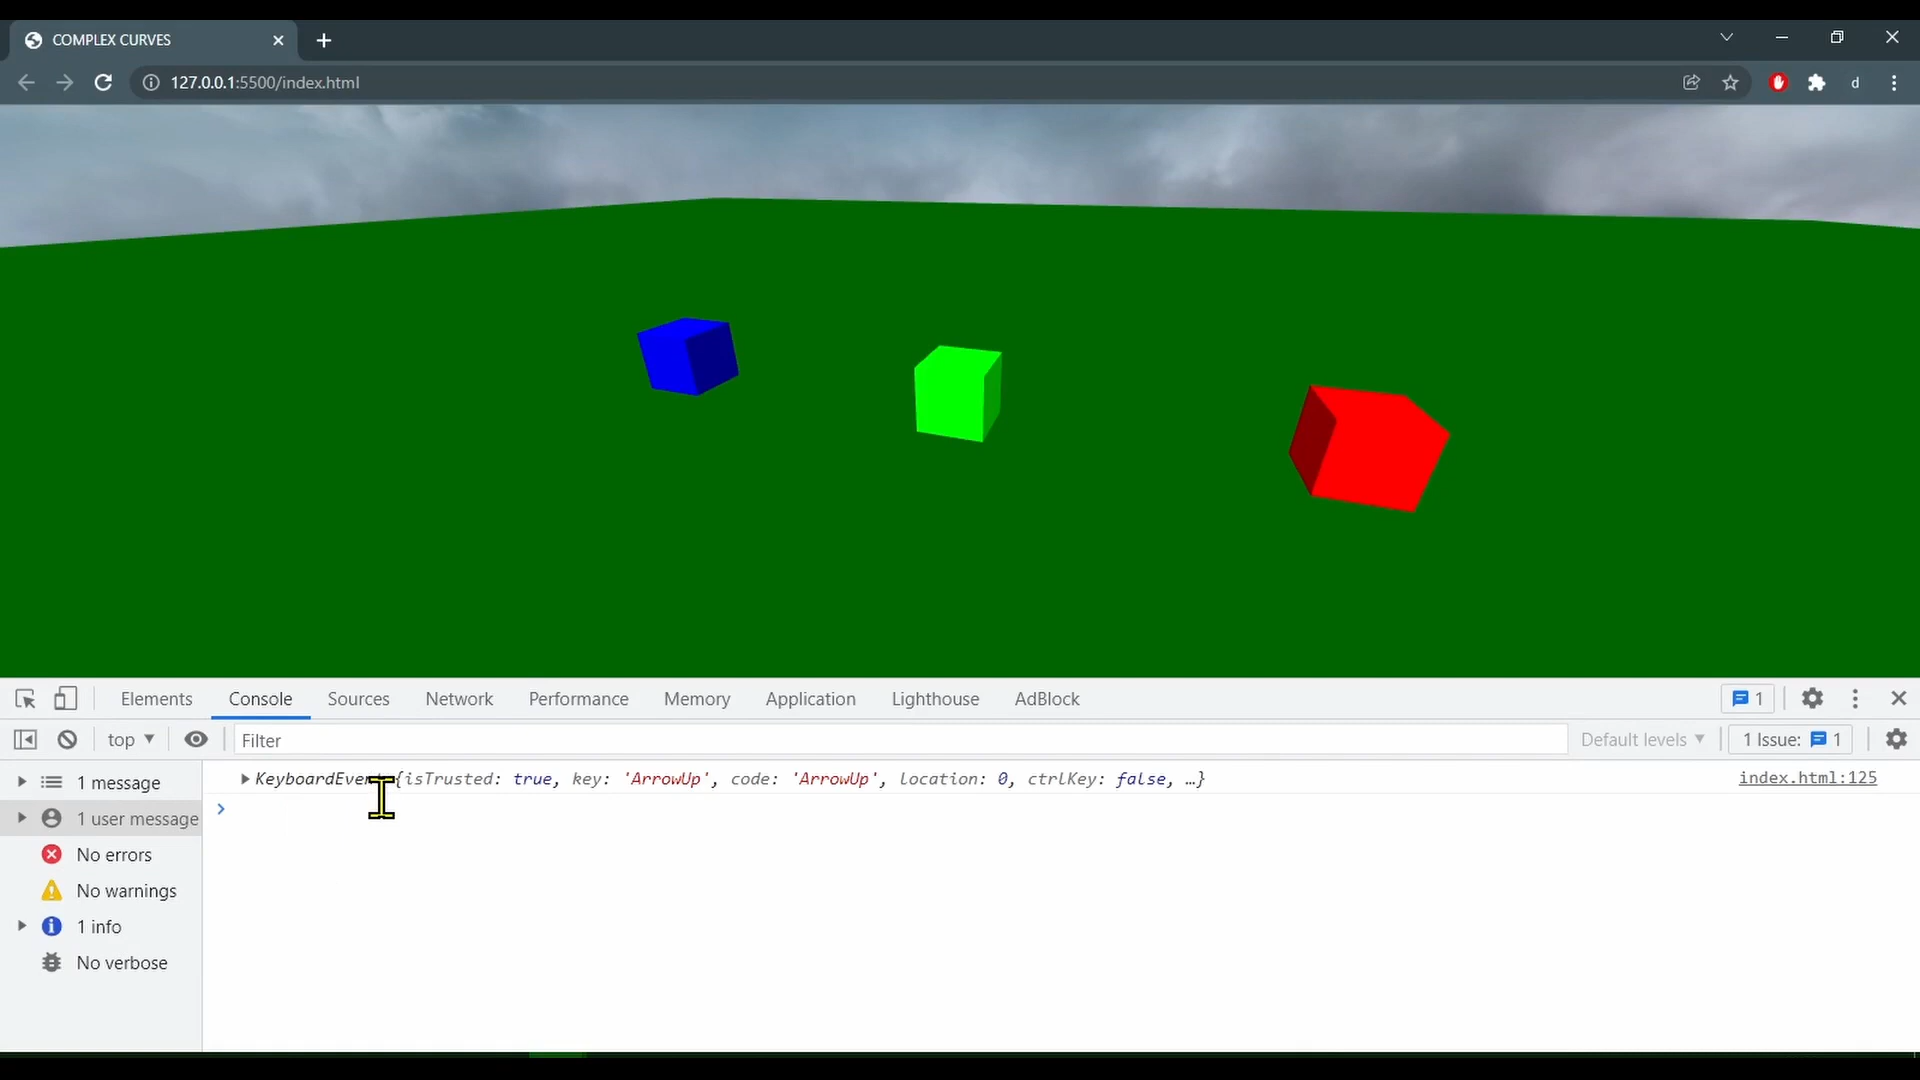 COMPLEX CURVES
127.0.0.1:5500/index.html
d
Elements Console Sources Network Performance Memory Application Lighthouse AdBlock 1
top Filter Default levels 1 Issue: 1
1 message
1 user message
No errors
No warnings
1 info
No verbose
KeyboardEvent {isTrusted: true, key: 'ArrowUp', code: 'ArrowUp', location: 0, ctrlKey: false, …} index.html:125